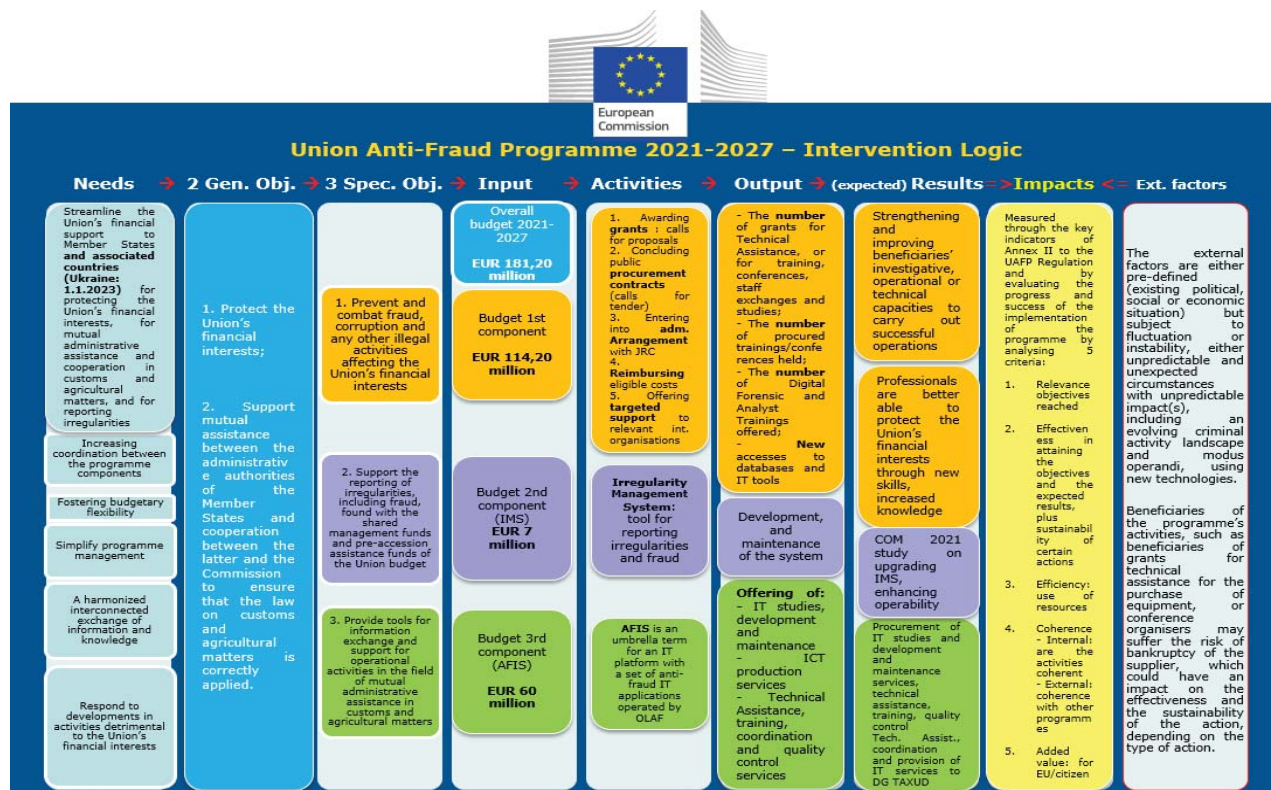 European
Commission
Union Anti-Fraud Programme 2021-2027 – Intervention Logic
Needs → 2 Gen. Obj. → 3 Spec. Obj. → Input → Activities → Output → (expected) Results =>Impacts <= Ext. factors
Streamline the
Union's financial
support to
Member States
and associated
countries
(Ukraine:
1.1.2023) for
protecting the
Union's financial
interests, for
mutual
administrative
assistance and
cooperation in
customs and
agricultural
matters, and for
reporting
irregularities
Increasing
coordination between
the programme
components
Fostering budgetary
flexibility
Simplify programme
management
A harmonized
interconnected
exchange of
information and
knowledge
Respond to
developments in
activities detrimental
to the Union's
financial interests
1. Protect the
Union's
financial
interests;
2. Support
mutual
assistance
between the
administrativ
e authorities
of the
Member
States and
cooperation
between the
latter and the
Commission
to ensure
that the law
on customs
and
agricultural
matters is
correctly
applied.
1. Prevent and
combat fraud,
corruption and
any other illegal
activities
affecting the
Union's financial
interests
2. Support the
reporting of
irregularities,
including fraud,
found with the
shared
management funds
and pre-accession
assistance funds of
the Union budget
3. Provide tools for
information
exchange and
support for
operational
activities in the field
of mutual
administrative
assistance in
customs and
agricultural matters
Overall
budget 2021-
2027
EUR 181,20
million
Budget 1st
component
EUR 114,20
million
Budget 2nd
component
(IMS)
EUR 7
million
Budget 3rd
component
(AFIS)
EUR 60
million
1. Awarding
grants : calls
for proposals
2. Concluding
public
procurement
contracts
(calls for
tender)
3. Entering
into adm.
Arrangement
with JRC
4.
Reimbursing
eligible costs
5. Offering
targeted
support to
relevant int.
organisations
Irregularity
Management
System:
tool for
reporting
irregularities
and fraud
AFIS is an
umbrella term
for an IT
platform with
a set of anti-
fraud IT
applications
operated by
OLAF
- The number
of grants for
Technical
Assistance, or
for training,
conferences,
staff
exchanges and
studies;
- The number
of procured
trainings/confe
rences held;
- The number
of Digital
Forensic and
Analyst
Trainings
offered;
- New
accesses to
databases and
IT tools
Development,
and
maintenance
of the system
Offering of:
- IT studies,
development
and
maintenance
- ICT
production
services
- Technical
Assistance,
training,
coordination
and quality
control
services
Strengthening
and
improving
beneficiaries'
investigative,
operational or
technical
capacities to
carry out
successful
operations
Professionals
are better
able to
protect the
Union's
financial
interests
through new
skills,
increased
knowledge
COM 2021
study on
upgrading
IMS,
enhancing
operability
Procurement of
IT studies and
development
and
maintenance
services,
technical
assistance,
training, quality
control
Tech. Assist.,
coordination
and provision of
IT services to
DG TAXUD
Measured
through the key
indicators of
Annex II to the
UAFP Regulation
and by
evaluating the
progress and
success of the
implementation
of the
programme by
analysing 5
criteria:
1. Relevance
objectives
reached
2. Effectiven
ess in
attaining
the
objectives
and the
expected
results,
plus
sustainabil
ity of
certain
actions
3. Efficiency:
use of
resources
4. Coherence
- Internal:
are the
activities
coherent
- External:
coherence
with other
programm
es
5. Added
value: for
EU/citizen
The external
factors are either
pre-defined
(existing political,
social or economic
situation) but
subject to
fluctuation or
instability, either
unpredictable and
unexpected
circumstances
with unpredictable
impact(s),
including an
evolving criminal
activity landscape
and modus
operandi, using
new technologies.
Beneficiaries of
the programme's
activities, such as
beneficiaries of
grants for
technical
assistance for the
purchase of
equipment, or
conference
organisers may
suffer the risk of
bankruptcy of the
supplier, which
could have an
impact on the
effectiveness and
the sustainability
of the action,
depending on the
type of action.